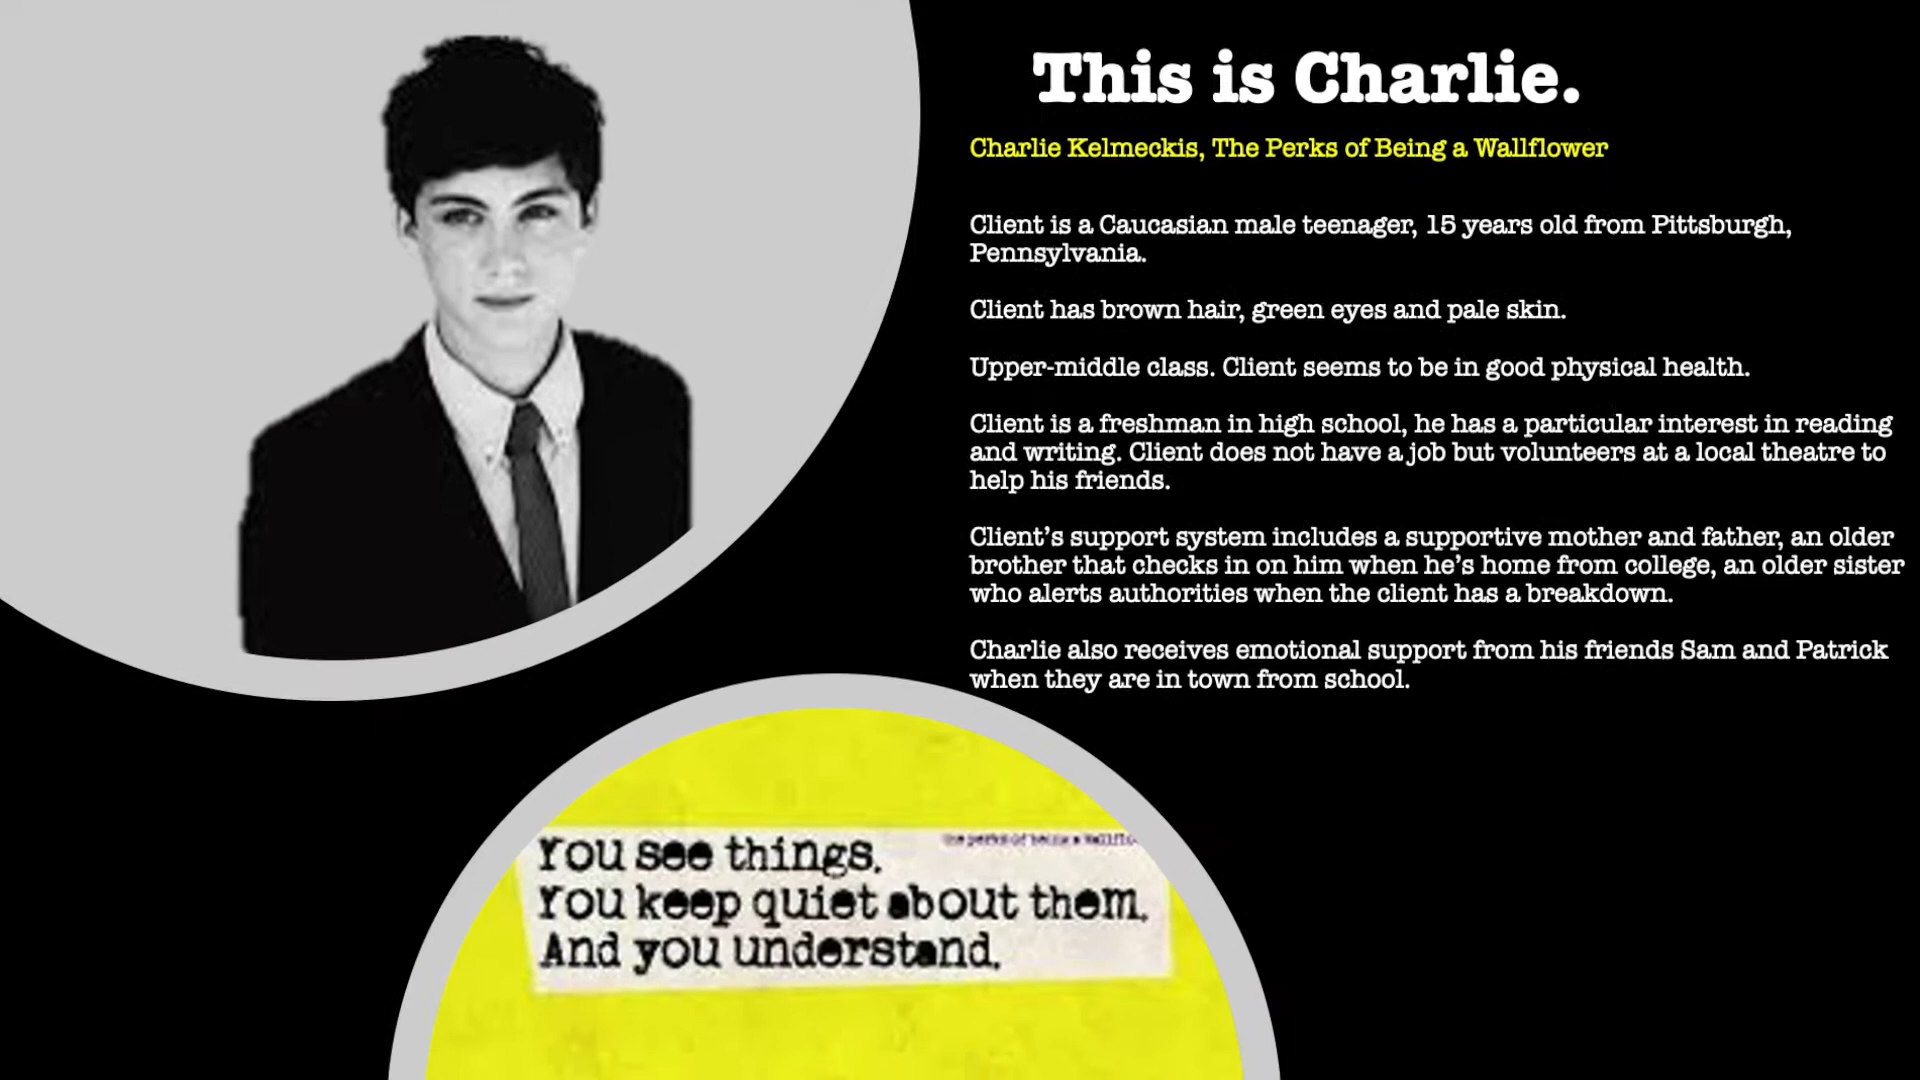 This is Charlie.
Charlie Kelmeckis, The Perks of Being a Wallflower
Client is a Caucasian male teenager, 15 years old from Pittsburgh,
Pennsylvania.
Client has brown hair, green eyes and pale skin.
Upper-middle class. Client seems to be in good physical health.
Client is a freshman in high school, he has a particular interest in reading
and writing. Client does not have a job but volunteers at a local theatre to
help his friends.
Client’s support system includes a supportive mother and father, an older
brother that checks in on him when he’s home from college, an older sister
who alerts authorities when the client has a breakdown.
Charlie also receives emotional support from his friends Sam and Patrick
when they are in town from school.
the perks of being a
You see things.
You keep quiet about them.
And you understand.